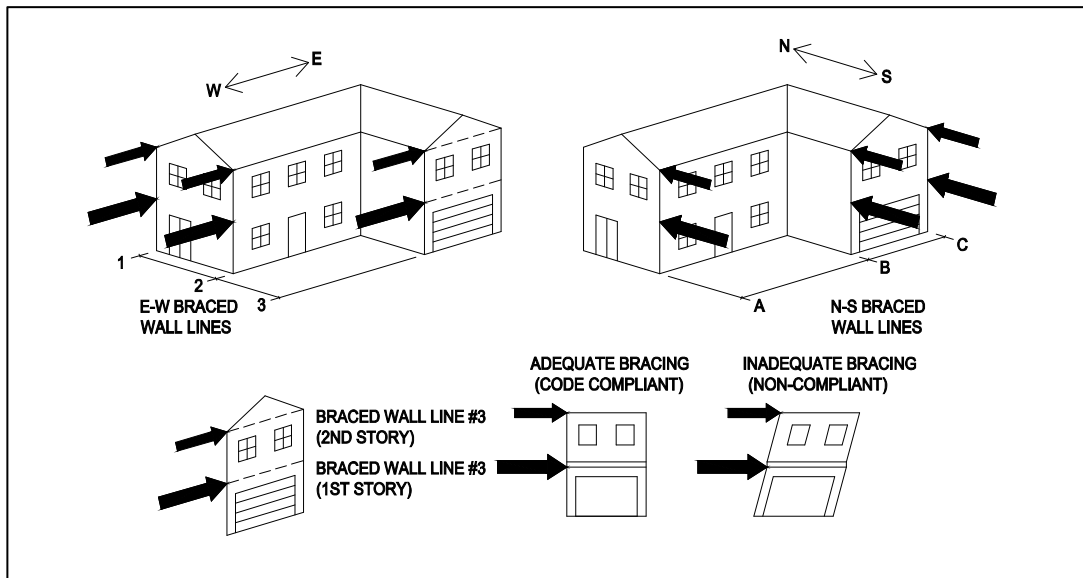 E
W
1
2
3
E-W BRACED
WALL LINES
N
S
A
B
C
N-S BRACED
WALL LINES
BRACED WALL LINE #3
(2ND STORY)
BRACED WALL LINE #3
(1ST STORY)
ADEQUATE BRACING
(CODE COMPLIANT)
INADEQUATE BRACING
(NON-COMPLIANT)